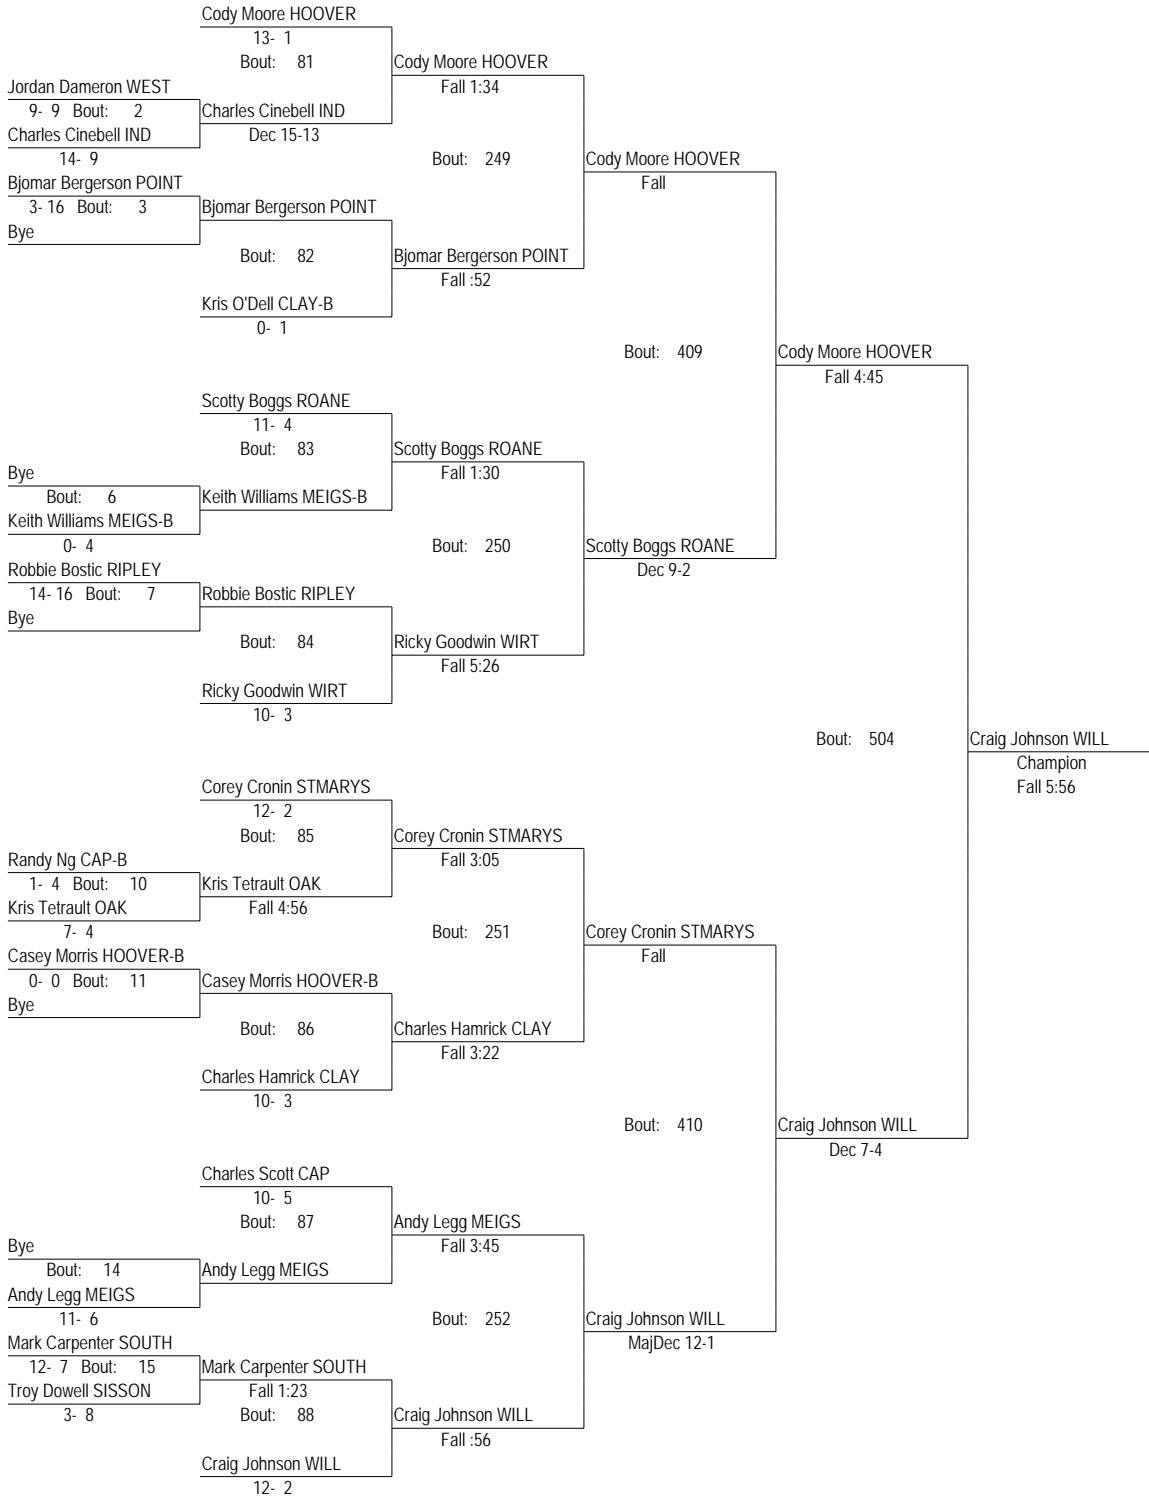 Cody Moore HOOVER
13- 1
Bout: 81
Cody Moore HOOVER
Jordan Dameron WEST
Fall 1:34
9- 9 Bout: 2
Charles Cinebell IND
Charles Cinebell IND
Dec 15-13
14- 9
Bout: 249
Cody Moore HOOVER
Bjomar Bergerson POINT
Fall
3- 16 Bout: 3
Bjomar Bergerson POINT
Bye
Bout: 82
Bjomar Bergerson POINT
Fall :52
Kris O'Dell CLAY-B
0- 1
Bout: 409
Cody Moore HOOVER
Fall 4:45
Scotty Boggs ROANE
11- 4
Bout: 83
Scotty Boggs ROANE
Bye
Fall 1:30
Bout: 6
Keith Williams MEIGS-B
Keith Williams MEIGS-B
0- 4
Bout: 250
Scotty Boggs ROANE
Robbie Bostic RIPLEY
Dec 9-2
14- 16 Bout: 7
Robbie Bostic RIPLEY
Bye
Bout: 84
Ricky Goodwin WIRT
Fall 5:26
Ricky Goodwin WIRT
10- 3
Bout: 504
Craig Johnson WILL
Champion
Fall 5:56
Corey Cronin STMARYS
12- 2
Bout: 85
Corey Cronin STMARYS
Randy Ng CAP-B
Fall 3:05
1- 4 Bout: 10
Kris Tetrault OAK
Kris Tetrault OAK
Fall 4:56
7- 4
Bout: 251
Corey Cronin STMARYS
Casey Morris HOOVER-B
Fall
0- 0 Bout: 11
Casey Morris HOOVER-B
Bye
Bout: 86
Charles Hamrick CLAY
Fall 3:22
Charles Hamrick CLAY
10- 3
Bout: 410
Craig Johnson WILL
Dec 7-4
Charles Scott CAP
10- 5
Bout: 87
Andy Legg MEIGS
Bye
Fall 3:45
Bout: 14
Andy Legg MEIGS
Andy Legg MEIGS
11- 6
Bout: 252
Craig Johnson WILL
Mark Carpenter SOUTH
MajDec 12-1
12- 7 Bout: 15
Mark Carpenter SOUTH
Troy Dowell SISSON
Fall 1:23
3- 8
Bout: 88
Craig Johnson WILL
Fall :56
Craig Johnson WILL
12- 2